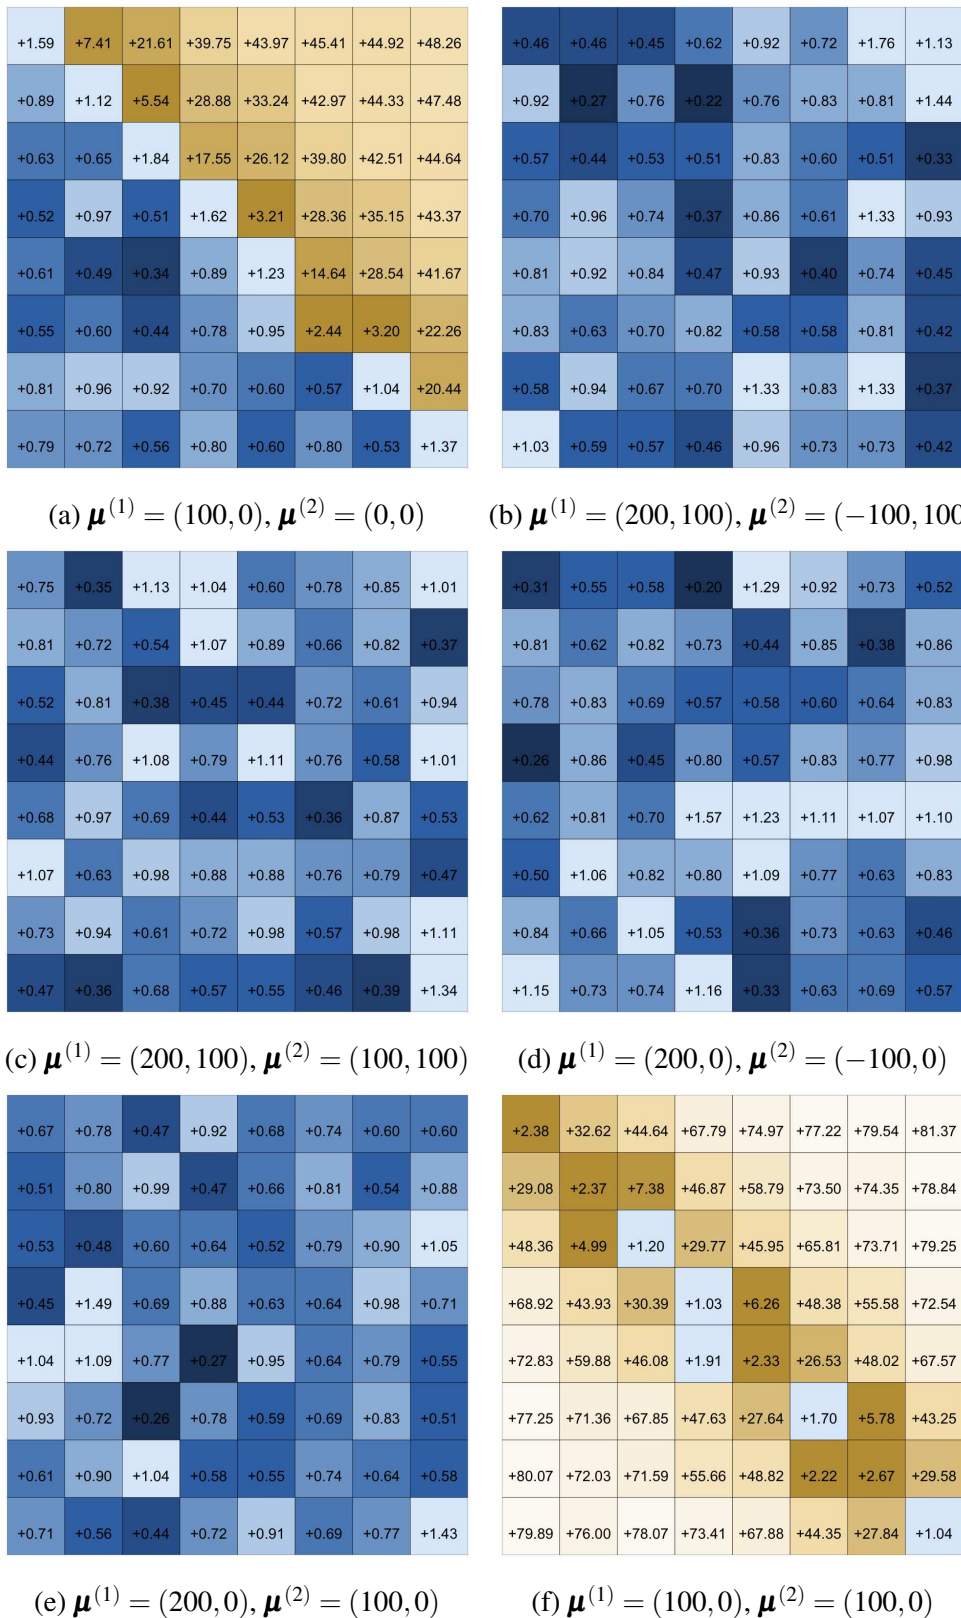 +1.59 +7.41 +21.61 +39.75 +43.97 +45.41 +44.92 +48.26
+0.89 +1.12 +5.54 +28.88 +33.24 +42.97 +44.33 +47.48
+0.63 +0.65 +1.84 +17.55 +26.12 +39.80 +42.51 +44.64
+0.52 +0.97 +0.51 +1.62 +3.21 +28.36 +35.15 +43.37
+0.61 +0.49 +0.34 +0.89 +1.23 +14.64 +28.54 +41.67
+0.55 +0.60 +0.44 +0.78 +0.95 +2.44 +3.20 +22.26
+0.81 +0.96 +0.92 +0.70 +0.60 +0.57 +1.04 +20.44
+0.79 +0.72 +0.56 +0.80 +0.60 +0.80 +0.53 +1.37
(a) μ^(1) = (100,0), μ^(2) = (0,0)
+0.46 +0.46 +0.45 +0.62 +0.92 +0.72 +1.76 +1.13
+0.92 +0.27 +0.76 +0.22 +0.76 +0.83 +0.81 +1.44
+0.57 +0.44 +0.53 +0.51 +0.83 +0.60 +0.51 +0.33
+0.70 +0.96 +0.74 +0.37 +0.86 +0.61 +1.33 +0.93
+0.81 +0.92 +0.84 +0.47 +0.93 +0.40 +0.74 +0.45
+0.83 +0.63 +0.70 +0.82 +0.58 +0.58 +0.81 +0.42
+0.58 +0.94 +0.67 +0.70 +1.33 +0.83 +1.33 +0.37
+1.03 +0.59 +0.57 +0.46 +0.96 +0.73 +0.73 +0.42
(b) μ^(1) = (200,100), μ^(2) = (−100,100
+0.75 +0.35 +1.13 +1.04 +0.60 +0.78 +0.85 +1.01
+0.81 +0.72 +0.54 +1.07 +0.89 +0.66 +0.82 +0.37
+0.52 +0.81 +0.38 +0.45 +0.44 +0.72 +0.61 +0.94
+0.44 +0.76 +1.08 +0.79 +1.11 +0.76 +0.58 +1.01
+0.68 +0.97 +0.69 +0.44 +0.53 +0.36 +0.87 +0.53
+1.07 +0.63 +0.98 +0.88 +0.88 +0.76 +0.79 +0.47
+0.73 +0.94 +0.61 +0.72 +0.98 +0.57 +0.98 +1.11
+0.47 +0.36 +0.68 +0.57 +0.55 +0.46 +0.39 +1.34
(c) μ^(1) = (200,100), μ^(2) = (100,100)
+0.31 +0.55 +0.58 +0.20 +1.29 +0.92 +0.73 +0.52
+0.81 +0.62 +0.82 +0.73 +0.44 +0.85 +0.38 +0.86
+0.78 +0.83 +0.69 +0.57 +0.58 +0.60 +0.64 +0.83
+0.26 +0.86 +0.45 +0.80 +0.57 +0.83 +0.77 +0.98
+0.62 +0.81 +0.70 +1.57 +1.23 +1.11 +1.07 +1.10
+0.50 +1.06 +0.82 +0.80 +1.09 +0.77 +0.63 +0.83
+0.84 +0.66 +1.05 +0.53 +0.36 +0.73 +0.63 +0.46
+1.15 +0.73 +0.74 +1.16 +0.33 +0.63 +0.69 +0.57
(d) μ^(1) = (200,0), μ^(2) = (−100,0)
+0.67 +0.78 +0.47 +0.92 +0.68 +0.74 +0.60 +0.60
+0.51 +0.80 +0.99 +0.47 +0.66 +0.81 +0.54 +0.88
+0.53 +0.48 +0.60 +0.64 +0.52 +0.79 +0.90 +1.05
+0.45 +1.49 +0.69 +0.88 +0.63 +0.64 +0.98 +0.71
+1.04 +1.09 +0.77 +0.27 +0.95 +0.64 +0.79 +0.55
+0.93 +0.72 +0.26 +0.78 +0.59 +0.69 +0.83 +0.51
+0.61 +0.90 +1.04 +0.58 +0.55 +0.74 +0.64 +0.58
+0.71 +0.56 +0.44 +0.72 +0.91 +0.69 +0.77 +1.43
(e) μ^(1) = (200,0), μ^(2) = (100,0)
+2.38 +32.62 +44.64 +67.79 +74.97 +77.22 +79.54 +81.37
+29.08 +2.37 +7.38 +46.87 +58.79 +73.50 +74.35 +78.84
+48.36 +4.99 +1.20 +29.77 +45.95 +65.81 +73.71 +79.25
+68.92 +43.93 +30.39 +1.03 +6.26 +48.38 +55.58 +72.54
+72.83 +59.88 +46.08 +1.91 +2.33 +26.53 +48.02 +67.57
+77.25 +71.36 +67.85 +47.63 +27.64 +1.70 +5.78 +43.25
+80.07 +72.03 +71.59 +55.66 +48.82 +2.22 +2.67 +29.58
+79.89 +76.00 +78.07 +73.41 +67.88 +44.35 +27.84 +1.04
(f) μ^(1) = (100,0), μ^(2) = (100,0)